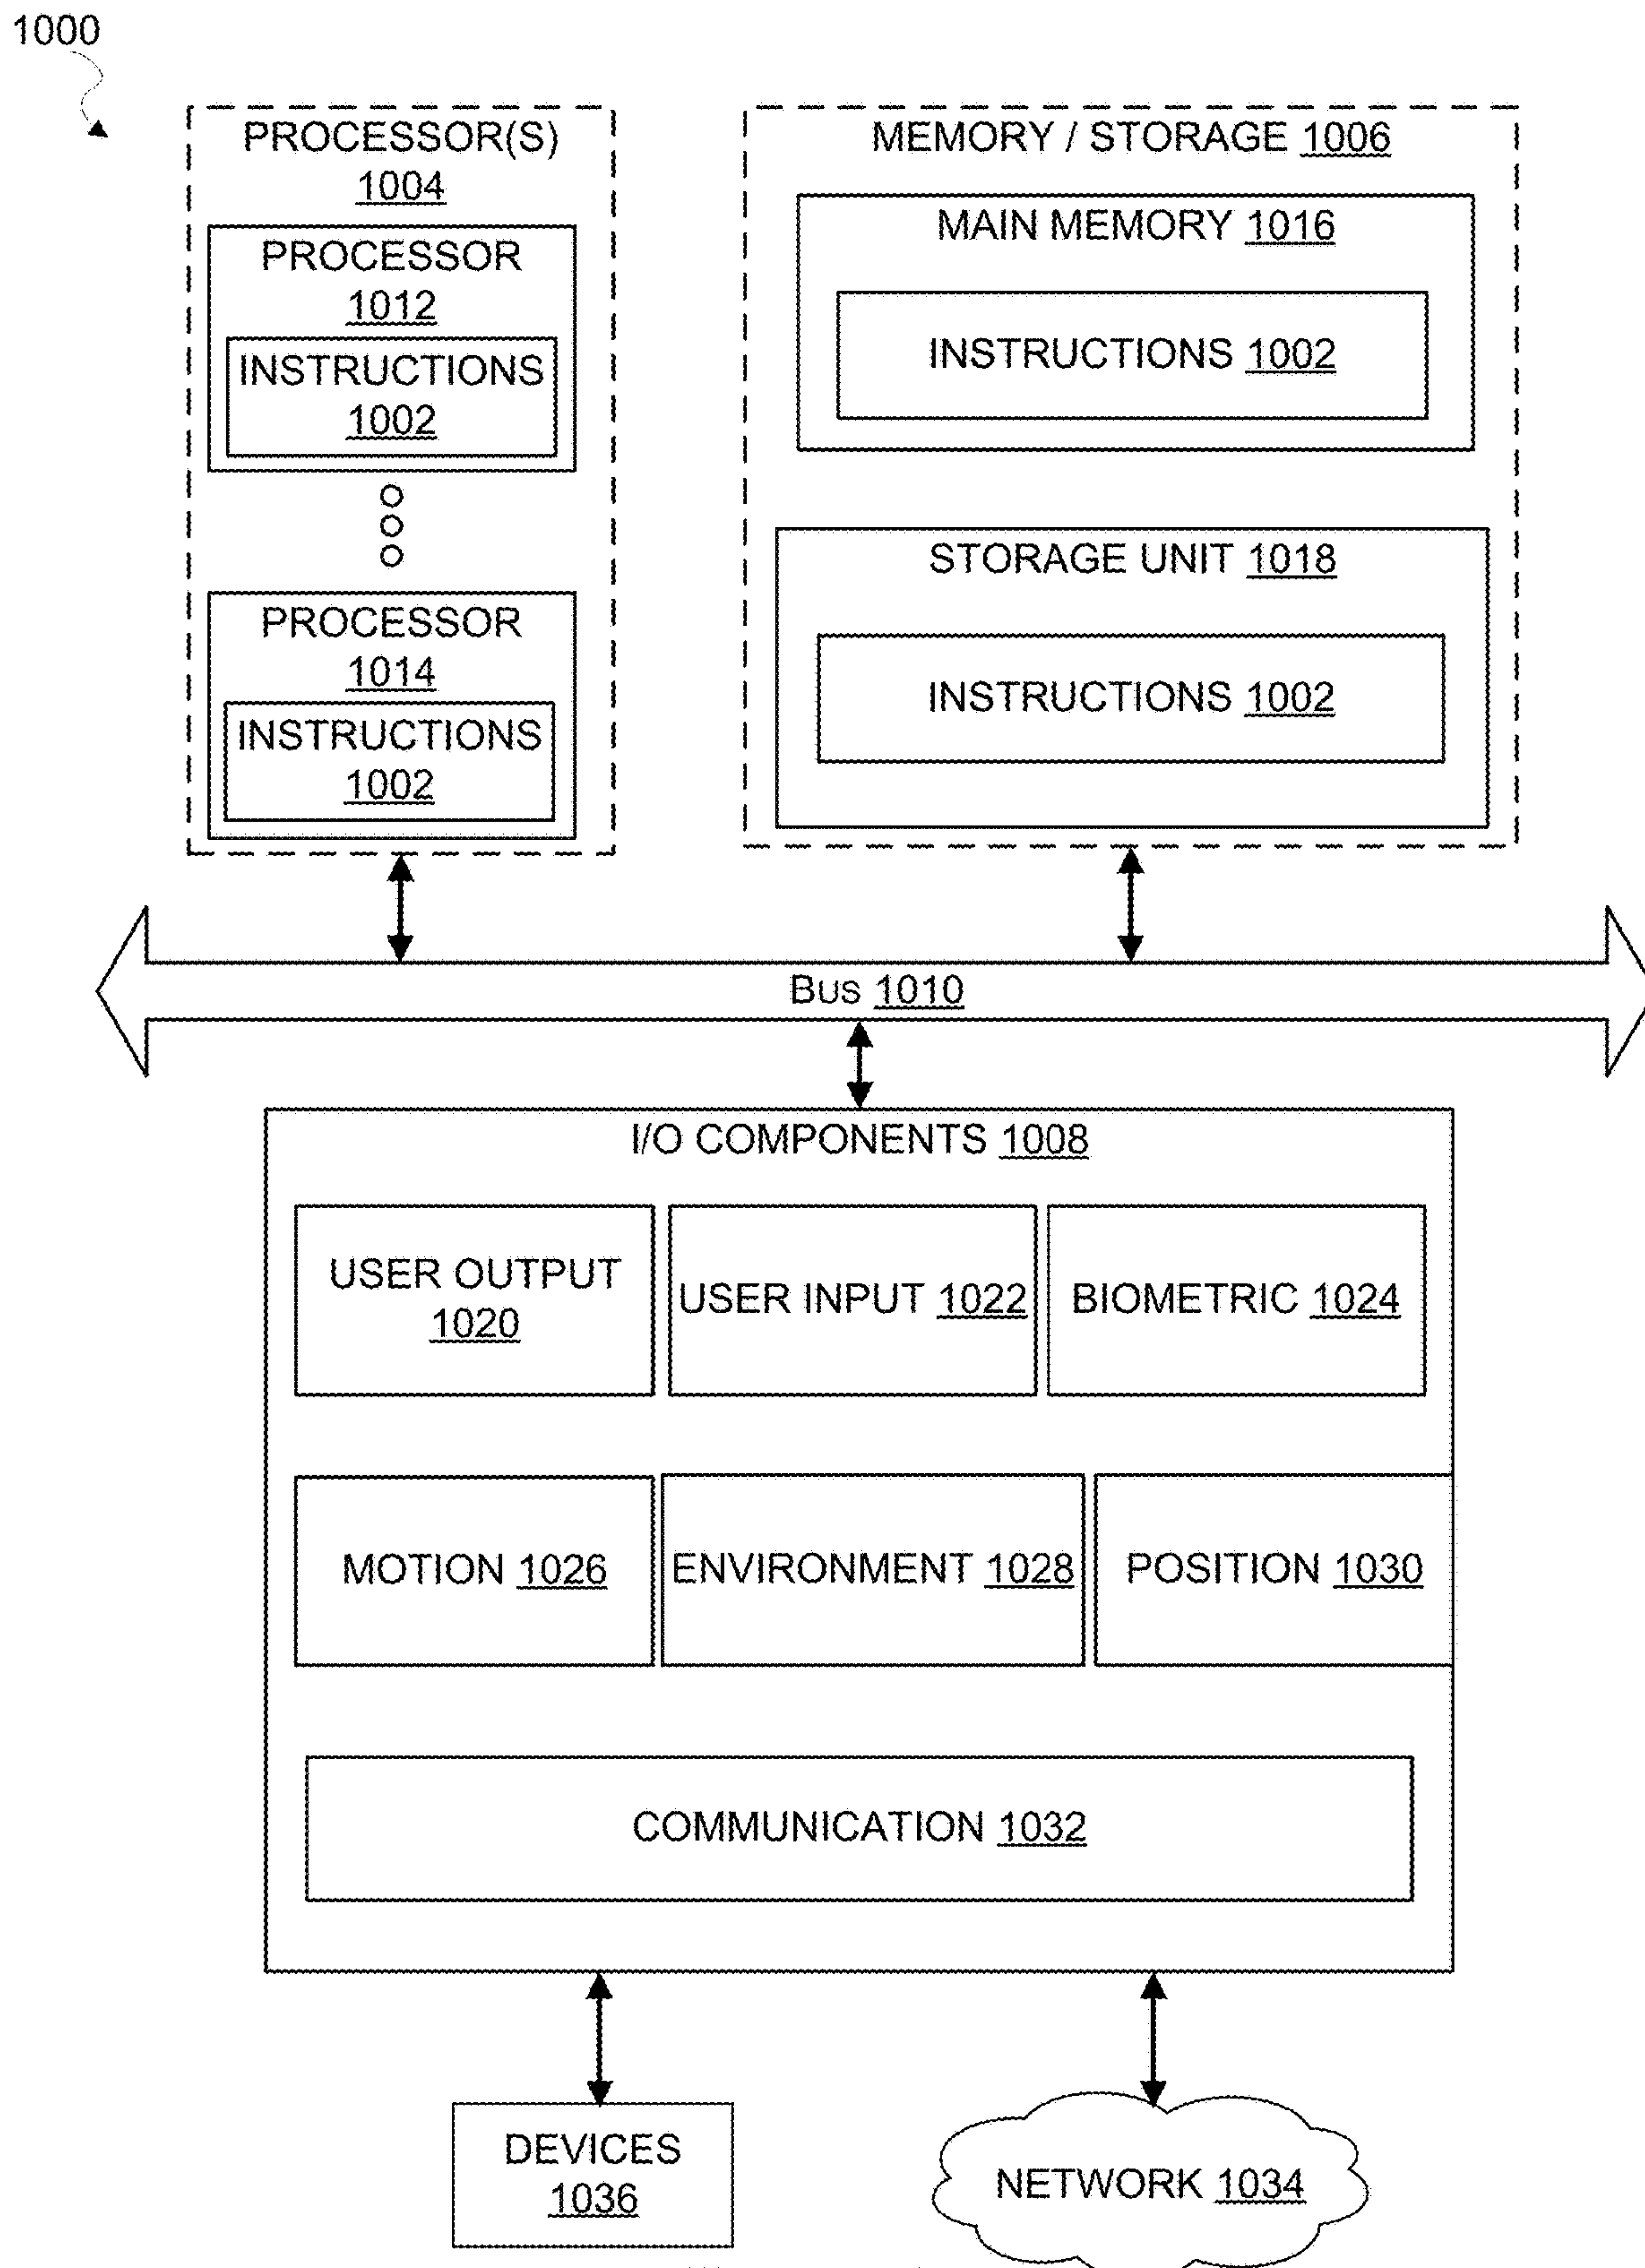 1000
PROCESSOR(S)
1004
PROCESSOR
1012
INSTRUCTIONS
1002
PROCESSOR
1014
INSTRUCTIONS
1002
MEMORY / STORAGE 1006
MAIN MEMORY 1016
INSTRUCTIONS 1002
STORAGE UNIT 1018
INSTRUCTIONS 1002
BUS 1010
I/O COMPONENTS 1008
USER OUTPUT
1020
USER INPUT 1022
BIOMETRIC 1024
MOTION 1026
ENVIRONMENT 1028
POSITION 1030
COMMUNICATION 1032
DEVICES
1036
NETWORK 1034